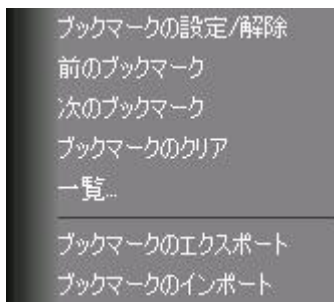 ブックマークの設定/解除
前のブックマーク
次のブックマーク
ブックマークのクリア
一覧...
ブックマークのエクスポート
ブックマークのインポート